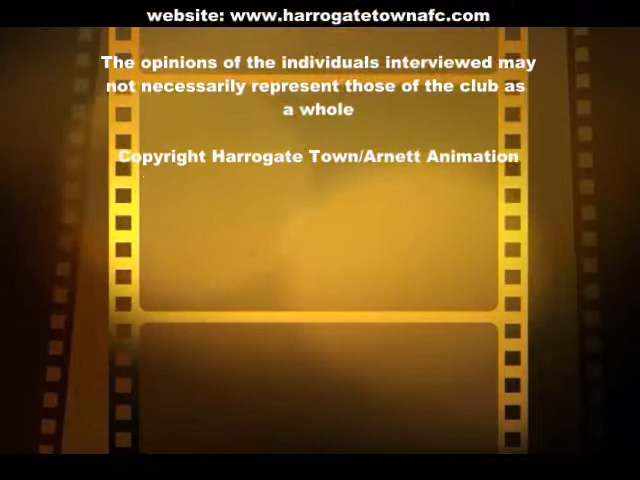 website: www.harrogatetownafc.com
The opinions of the individuals interviewed may
not necessarily represent those of the club as
a whole
Copyright Harrogate Town/Arnett Animation